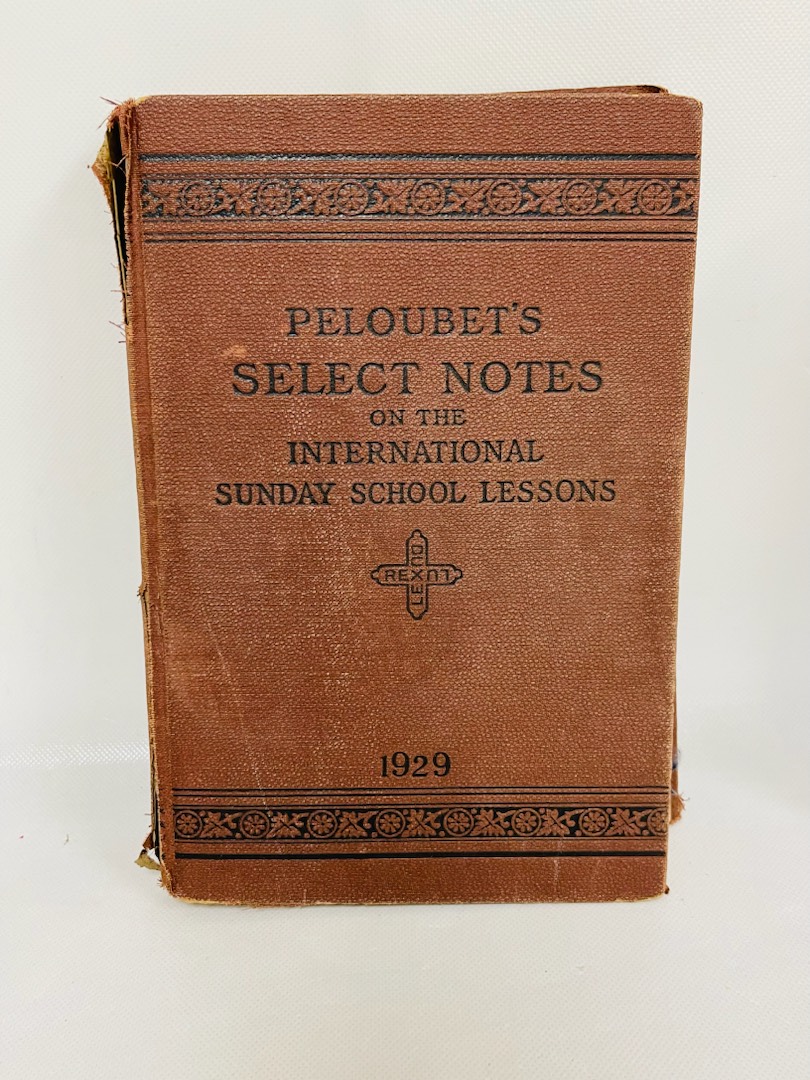 PELOUBET'S
SELECT NOTES
ON THE
INTERNATIONAL
SUNDAY SCHOOL LESSONS
REX
LEX
1929